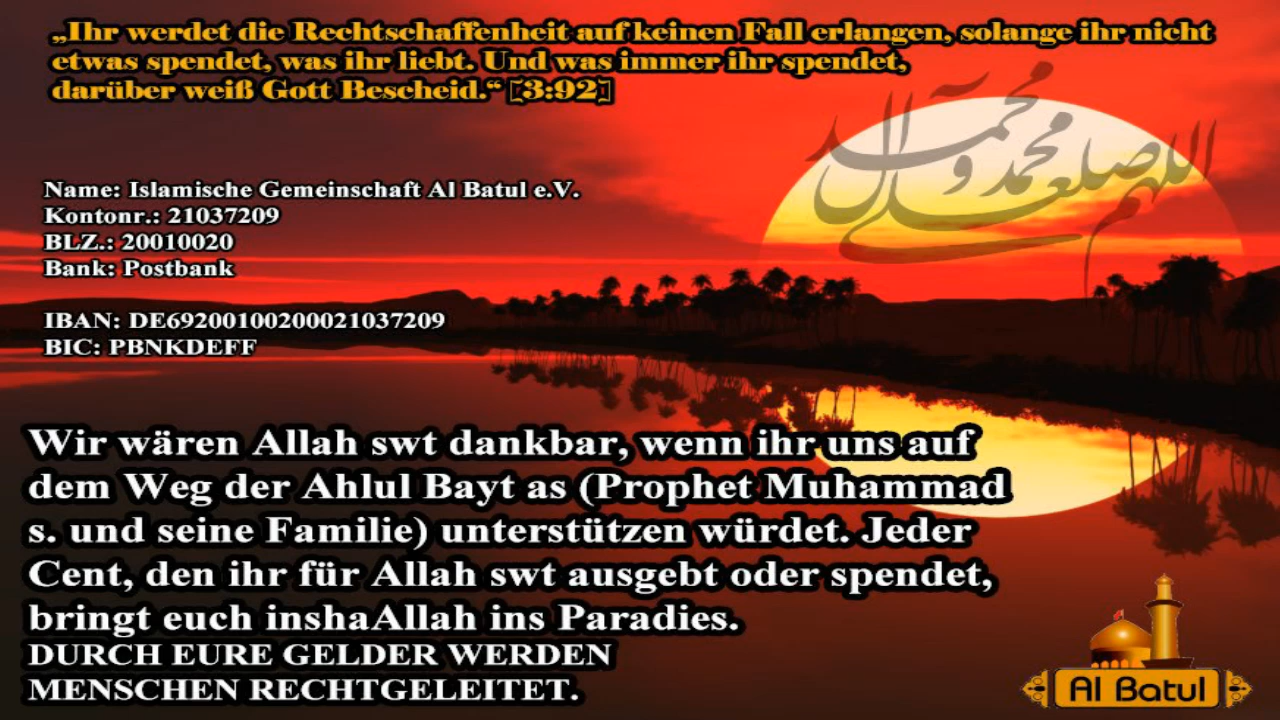 „Ihr werdet die Rechtschaffenheit auf keinen Fall erlangen, solange ihr nicht
etwas spendet, was ihr liebt. Und was immer ihr spendet,
darüber weiß Gott Bescheid.“ [3:92]
اللهم صل على محمد وآل محمد
Name: Islamische Gemeinschaft Al Batul e.V.
Kontonr.: 21037209
BLZ.: 20010020
Bank: Postbank
IBAN: DE69200100200021037209
BIC: PBNKDEFF
Wir wären Allah swt dankbar, wenn ihr uns auf
dem Weg der Ahlul Bayt as (Prophet Muhammad
s. und seine Familie) unterstützen würdet. Jeder
Cent, den ihr für Allah swt ausgebt oder spendet,
bringt euch inshaAllah ins Paradies.
DURCH EURE GELDER WERDEN
MENSCHEN RECHTGELEITET.
Al Batul